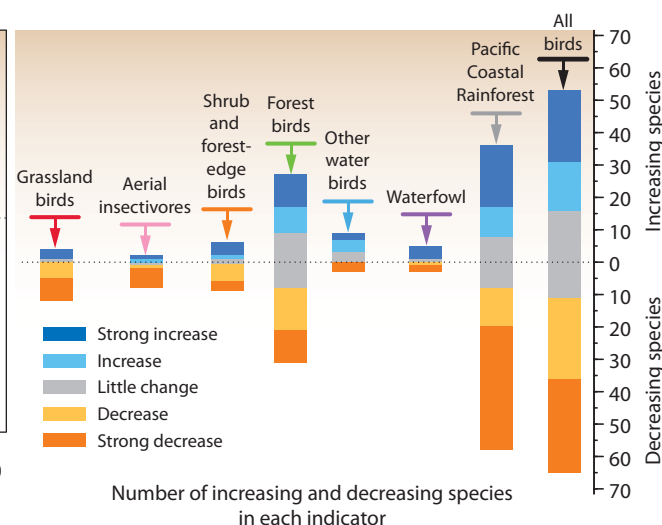 All
birds
Pacific
Coastal
Rainforest
Shrub
and
forest-
edge
birds
Forest
birds
Other
water
birds
Grassland
birds
Aerial
insectivores
Waterfowl
70
60
50
40
30
20
10
0
10
20
30
40
50
60
70
Increasing species
Decreasing species
Strong increase
Increase
Little change
Decrease
Strong decrease
)
Number of increasing and decreasing species
in each indicator